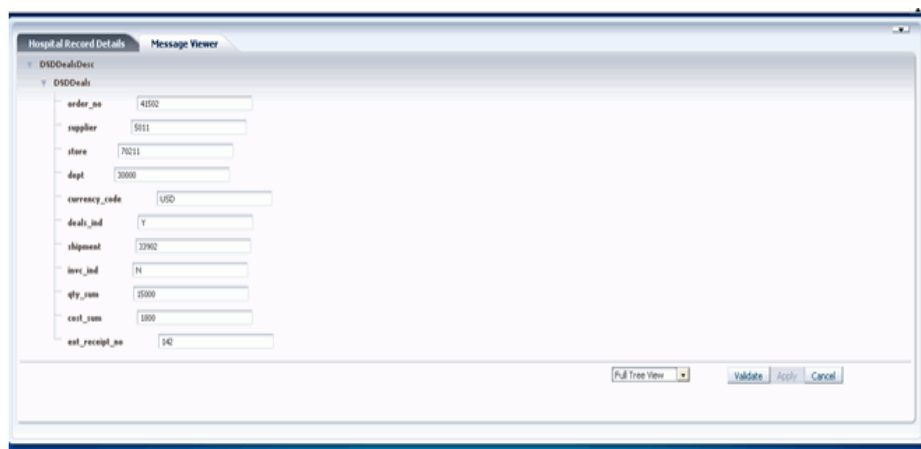 Hospital Record Details Message Viewer
DSDDealsDesc
DSDDeals
order_no 41502
supplier 5011
store 70211
dept 30000
currency_code USD
deals_ind Y
shipment 33902
invc_ind N
qty_sum 15000
cost_sum 1800
ext_receipt_no 142
Full Tree View Validate Apply Cancel